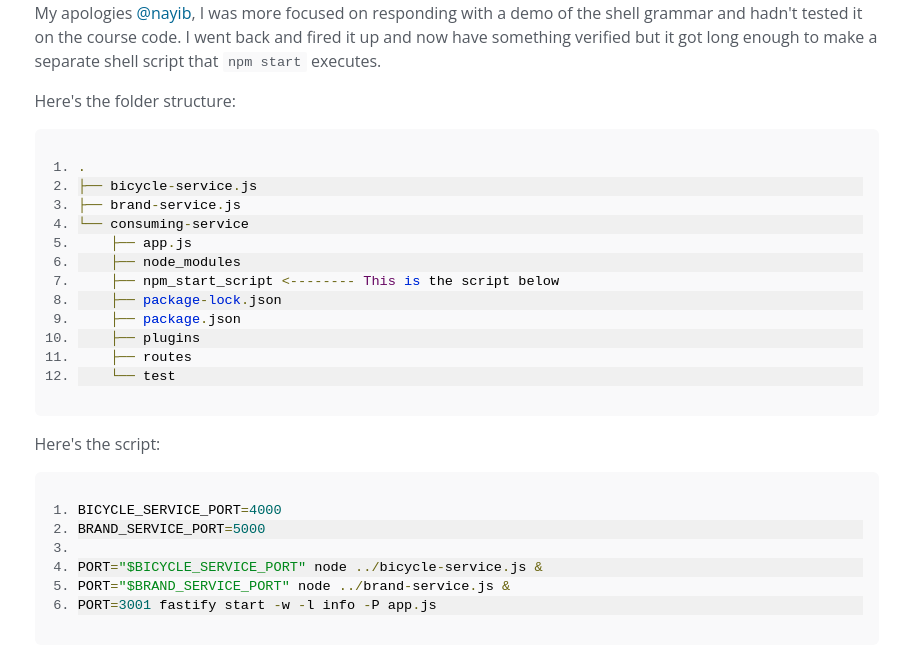 My apologies @nayib, I was more focused on responding with a demo of the shell grammar and hadn't tested it
on the course code. I went back and fired it up and now have something verified but it got long enough to make a
separate shell script that npm start executes.
Here's the folder structure:
1. .
2. ├── bicycle-service.js
3. ├── brand-service.js
4. └── consuming-service
5.     ├── app.js
6.     ├── node_modules
7.     ├── npm_start_script <-------- This is the script below
8.     ├── package-lock.json
9.     ├── package.json
10.     ├── plugins
11.     ├── routes
12.     └── test
Here's the script:
1. BICYCLE_SERVICE_PORT=4000
2. BRAND_SERVICE_PORT=5000
3.
4. PORT="$BICYCLE_SERVICE_PORT" node ../bicycle-service.js &
5. PORT="$BRAND_SERVICE_PORT" node ../brand-service.js &
6. PORT=3001 fastify start -w -l info -P app.js